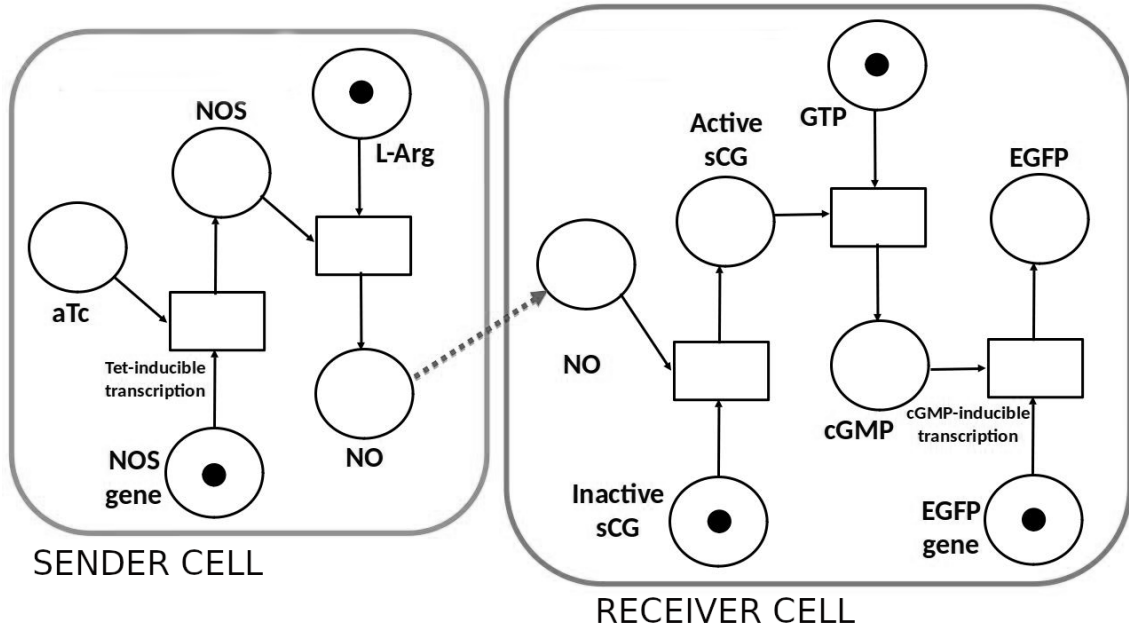 NOS
L-Arg
aTc
Tet-inducible
transcription
NOS
gene
NO
SENDER CELL
GTP
Active
sCG
EGFP
NO
cGMP
cGMP-inducible
transcription
Inactive
sCG
EGFP
gene
RECEIVER CELL